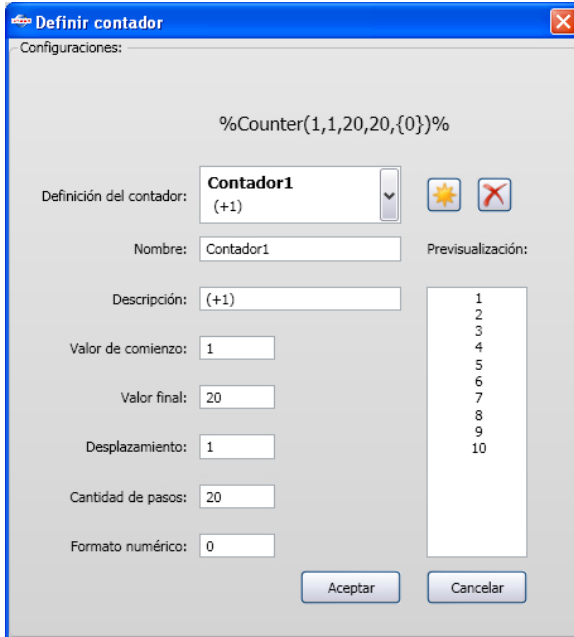 Definir contador
Configuraciones:
%Counter(1,1,20,20,{0})%
Definición del contador:
Contador1
(+1)
Nombre:
Contador1
Previsualización:
Descripción:
(+1)
1
2
3
4
5
6
7
8
9
10
Valor de comienzo:
1
Valor final:
20
Desplazamiento:
1
Cantidad de pasos:
20
Formato numérico:
0
Aceptar
Cancelar